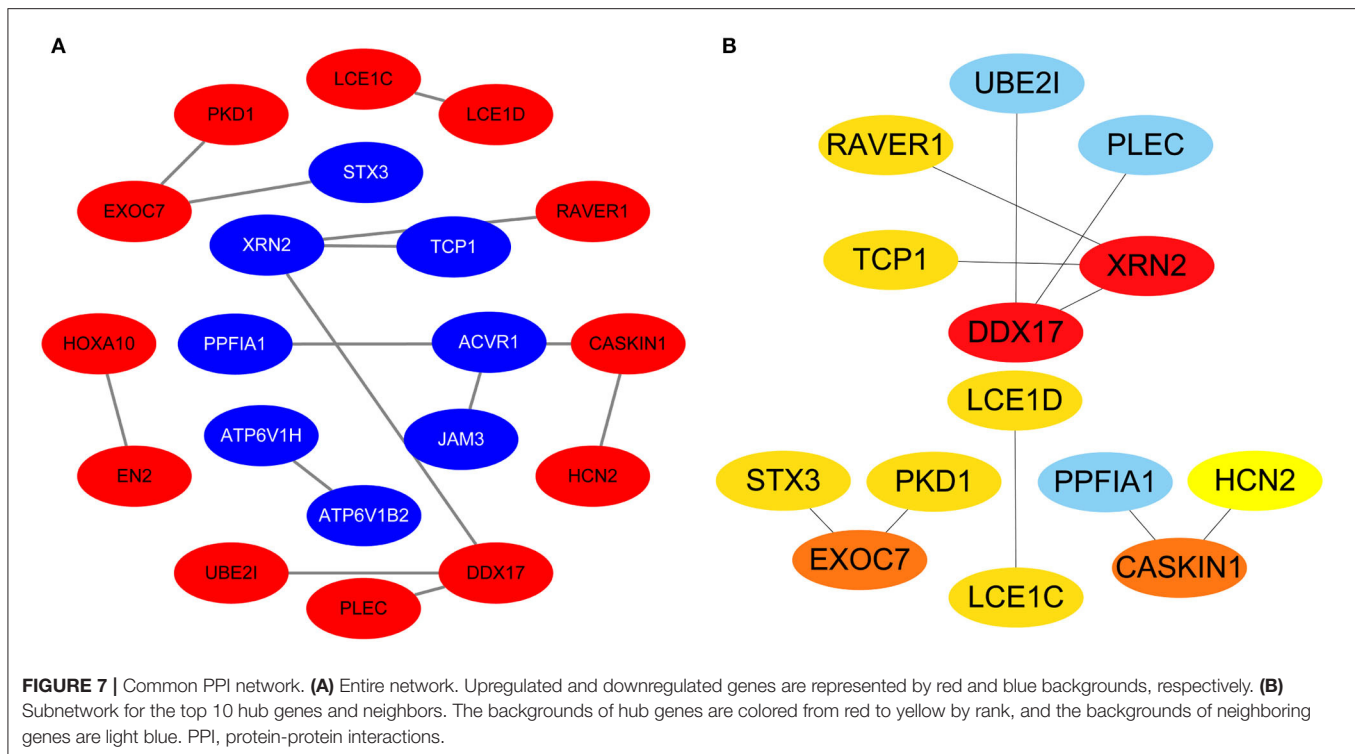 A
LCE1C
PKD1
LCE1D
STX3
EXOC7
RAVER1
XRN2
TCP1
HOXA10
PPFIA1
ACVR1
CASKIN1
ATP6V1H
JAM3
EN2
HCN2
ATP6V1B2
UBE2I
DDX17
PLEC
B
UBE2I
RAVER1
PLEC
TCP1
XRN2
DDX17
LCE1D
STX3
PKD1
PPFIA1
HCN2
EXOC7
CASKIN1
LCE1C
FIGURE 7 | Common PPI network. (A) Entire network. Upregulated and downregulated genes are represented by red and blue backgrounds, respectively. (B)
Subnetwork for the top 10 hub genes and neighbors. The backgrounds of hub genes are colored from red to yellow by rank, and the backgrounds of neighboring
genes are light blue. PPI, protein-protein interactions.